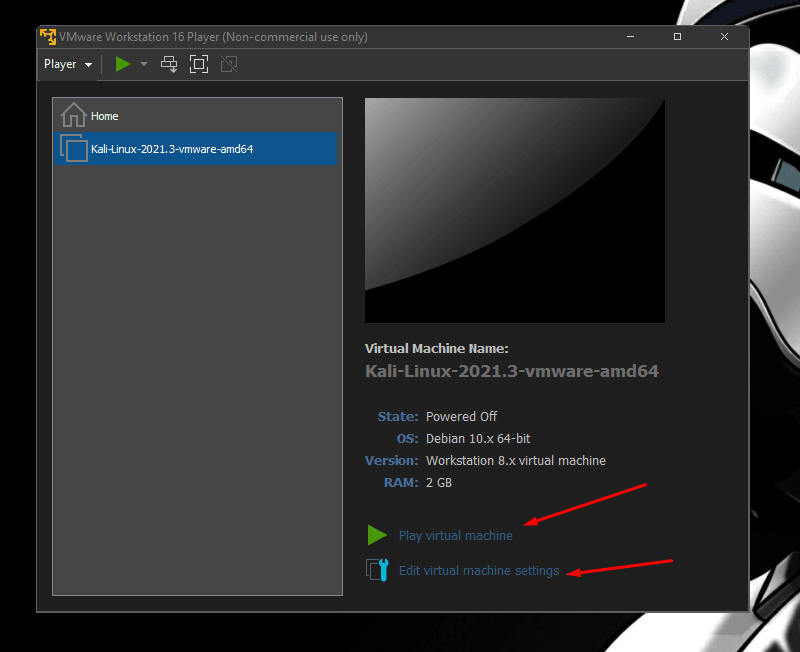 VMware Workstation 16 Player (Non-commercial use only)
Player
Home
Kali-Linux-2021.3-vmware-amd64
Virtual Machine Name:
Kali-Linux-2021.3-vmware-amd64
State: Powered Off
OS: Debian 10.x 64-bit
Version: Workstation 8.x virtual machine
RAM: 2 GB
Play virtual machine
Edit virtual machine settings